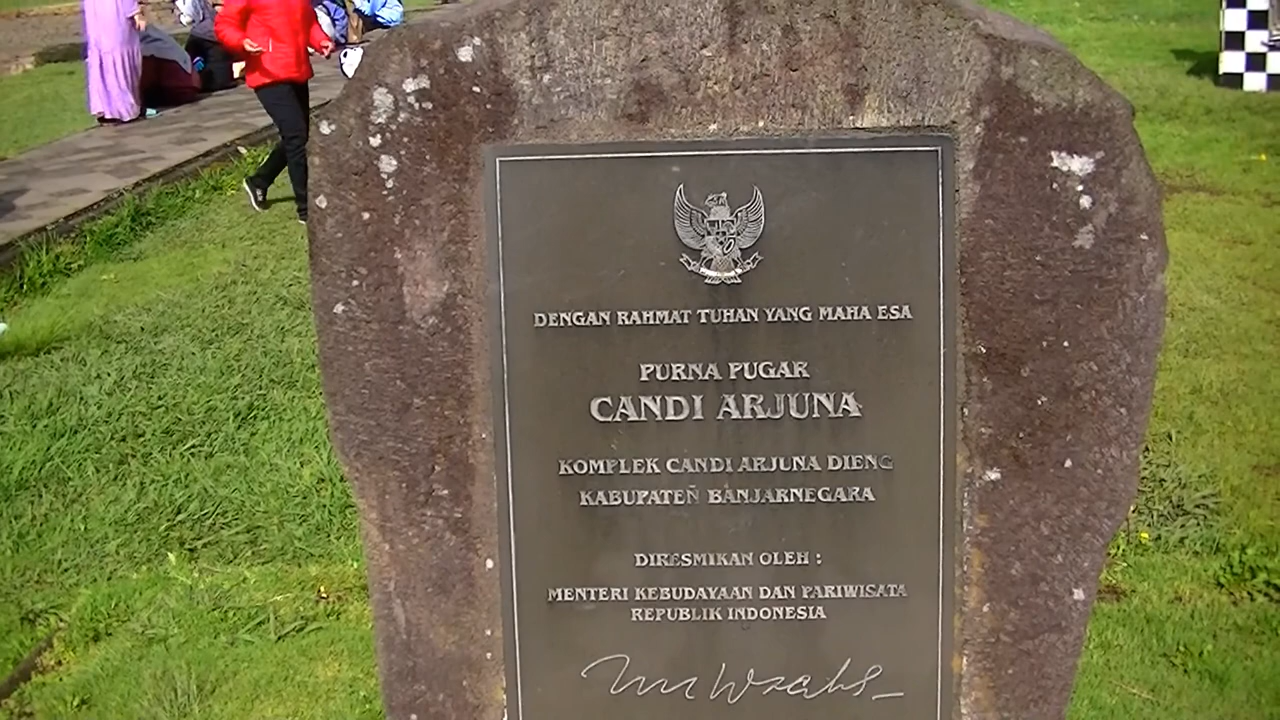 DENGAN RAHMAT TUHAN YANG MAHA ESA
PURNA PUGAR
CANDI ARJUNA
KOMPLEK CANDI ARJUNA DIENG
KABUPATEN BANJARNEGARA
DIRESMIKAN OLEH :
MENTERI KEBUDAYAAN DAN PARIWISATA
REPUBLIK INDONESIA